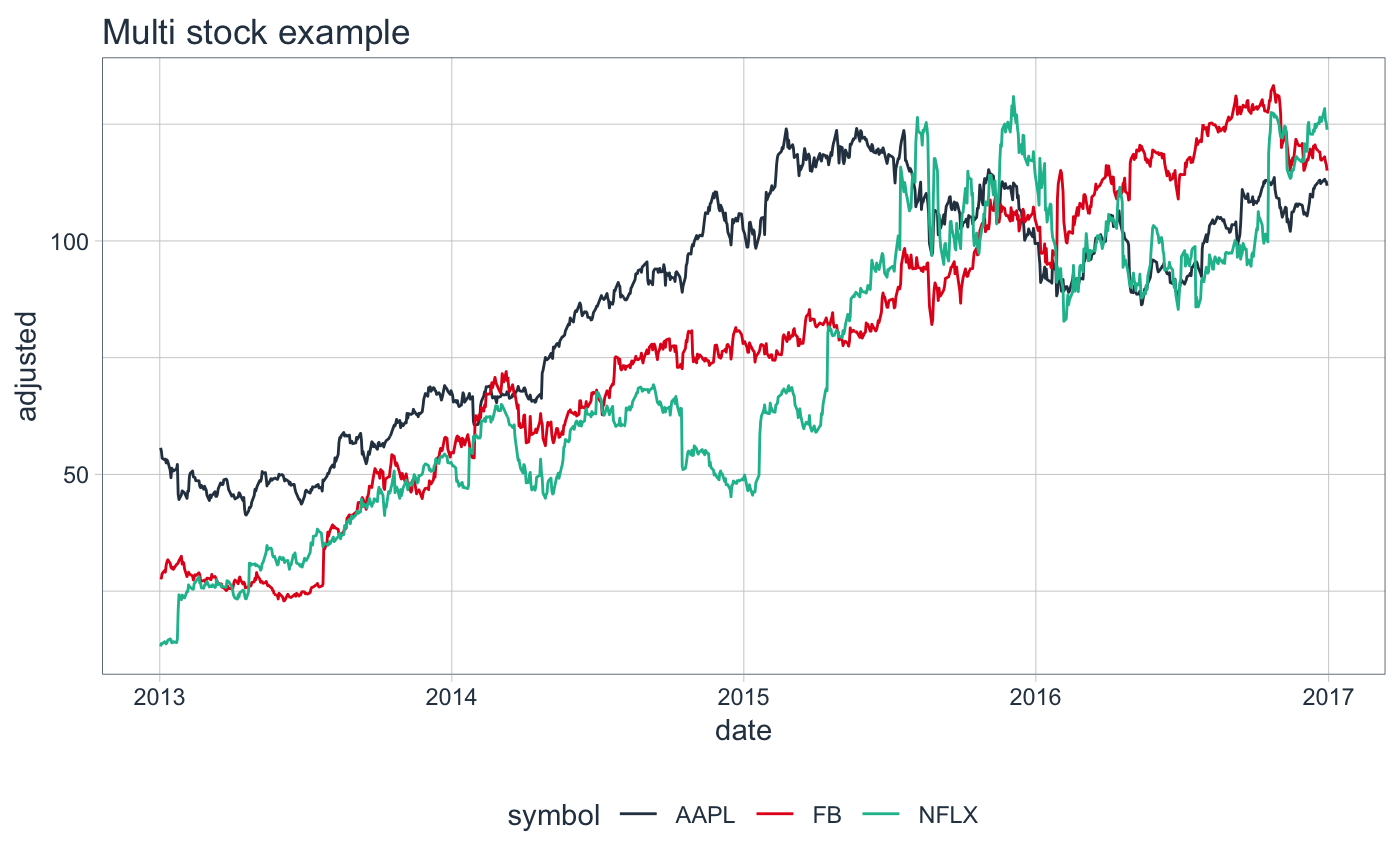 Multi stock example
adjusted
100
50
2013 2014 2015 2016 2017
date
symbol AAPL FB NFLX